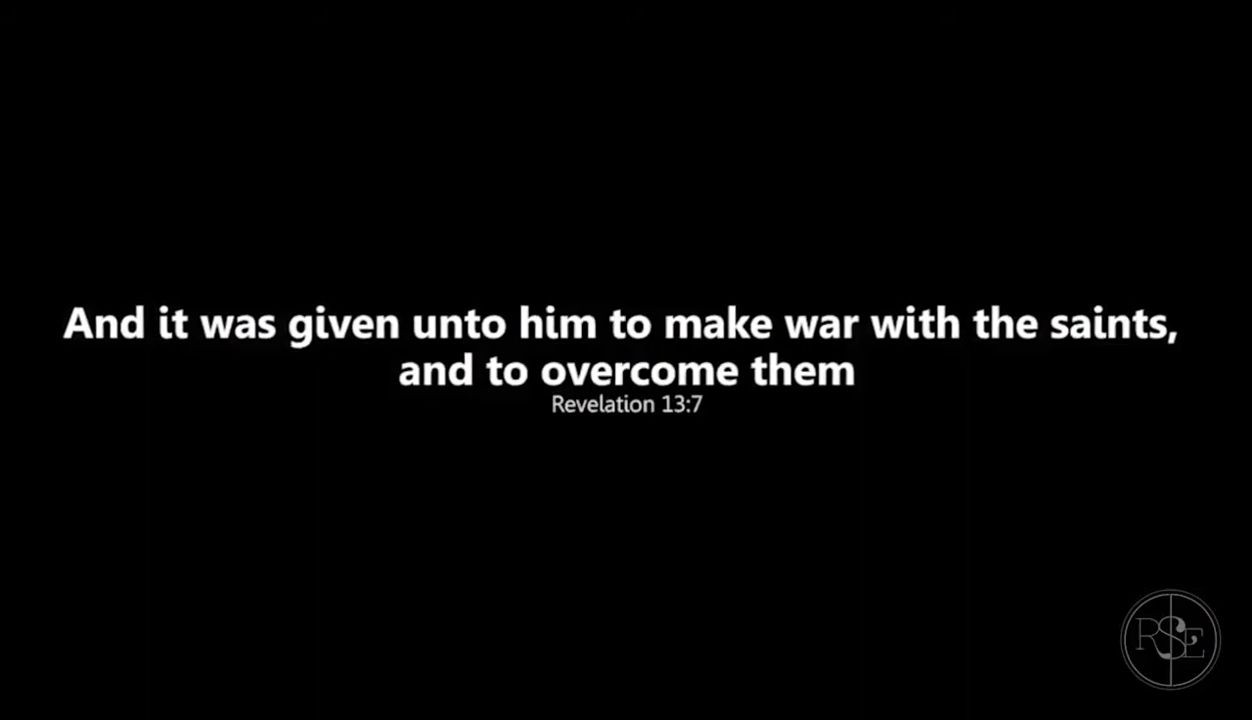 And it was given unto him to make war with the saints,
and to overcome them
Revelation 13:7
RSE